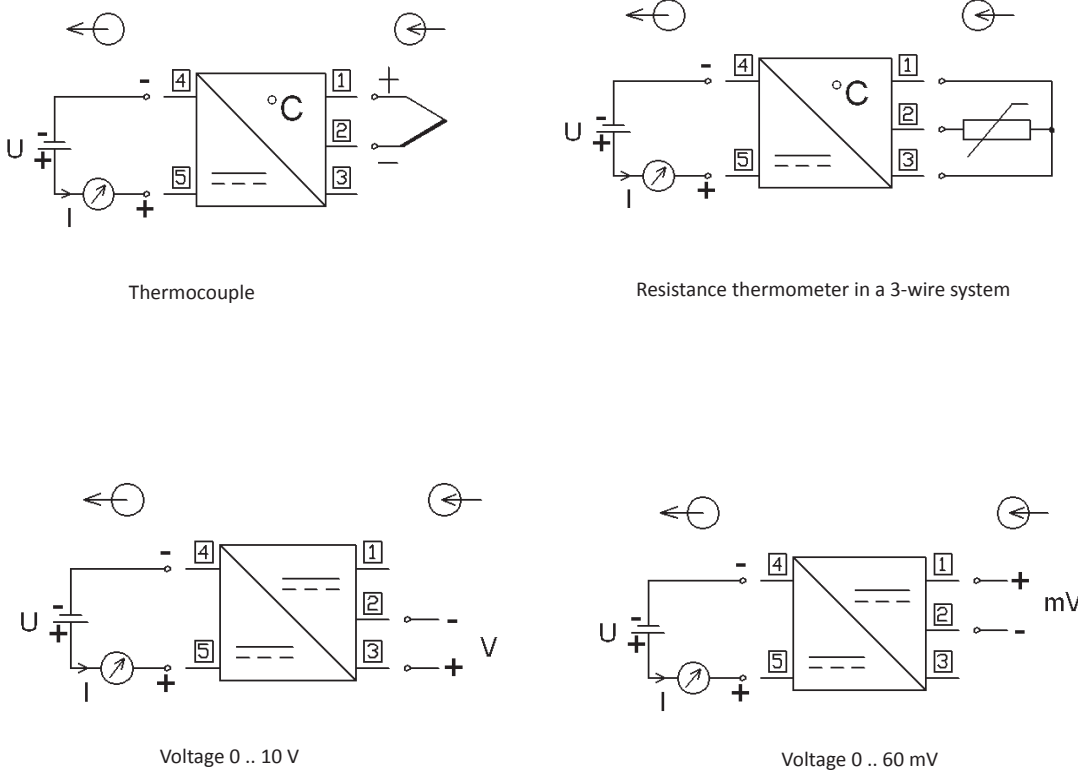 - 4 1 +
°C
U - + 2
5 3 -
I +
Thermocouple
- 4 1
°C
U - + 2
5 3
I +
Resistance thermometer in a 3-wire system
- 4 1
U - + 2 -
V
5 3 +
I +
Voltage 0 .. 10 V
- 4 1 +
mV
U - + 2 -
5 3
I +
Voltage 0 .. 60 mV